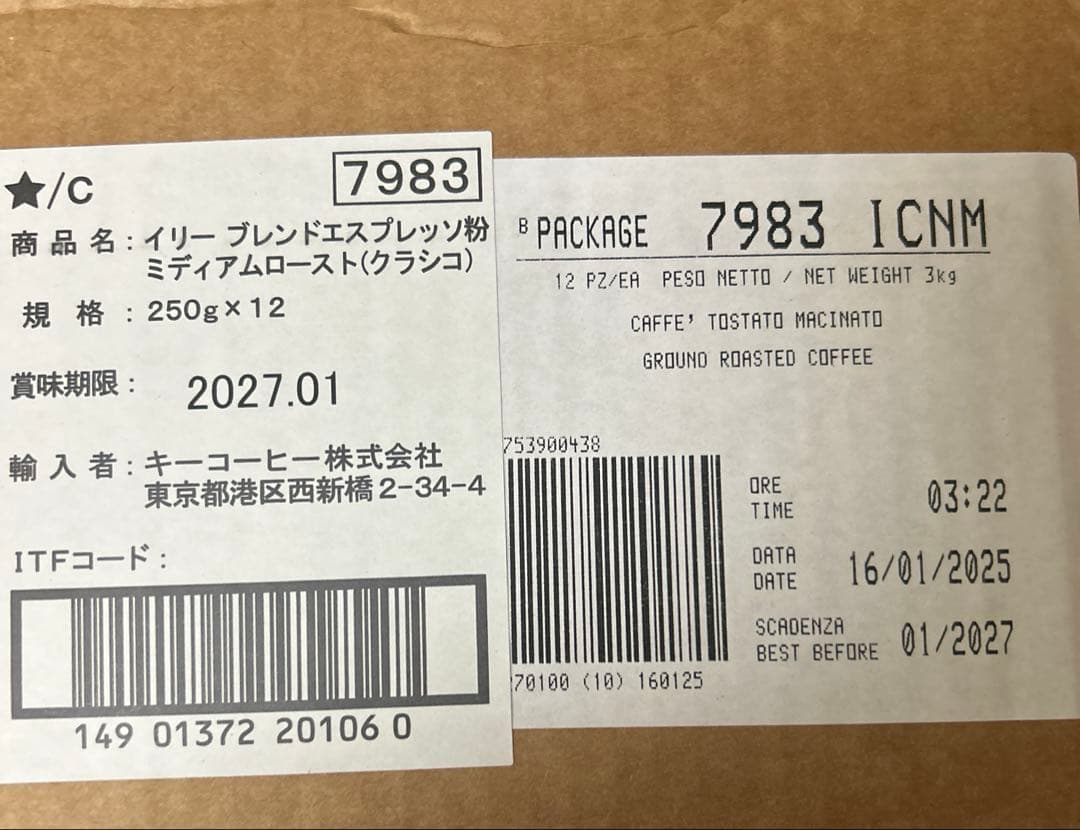 ★/C
7983
商品名：イリー ブレンドエスプレッソ粉
ミディアムロースト(クラシコ)
規格：250g×12
賞味期限：2027.01
輸入者：キーコーヒー株式会社
東京都港区西新橋2-34-4
ITFコード：
149 01372 20106 0
B PACKAGE 7983 ICNM
12 PZ/EA PESO NETTO / NET WEIGHT 3kg
CAFFE' TOSTATO MACINATO
GROUND ROASTED COFFEE
753900438
ORE
TIME
03:22
DATA
DATE
16/01/2025
SCADENZA
BEST BEFORE
01/2027
70100 (10) 160125